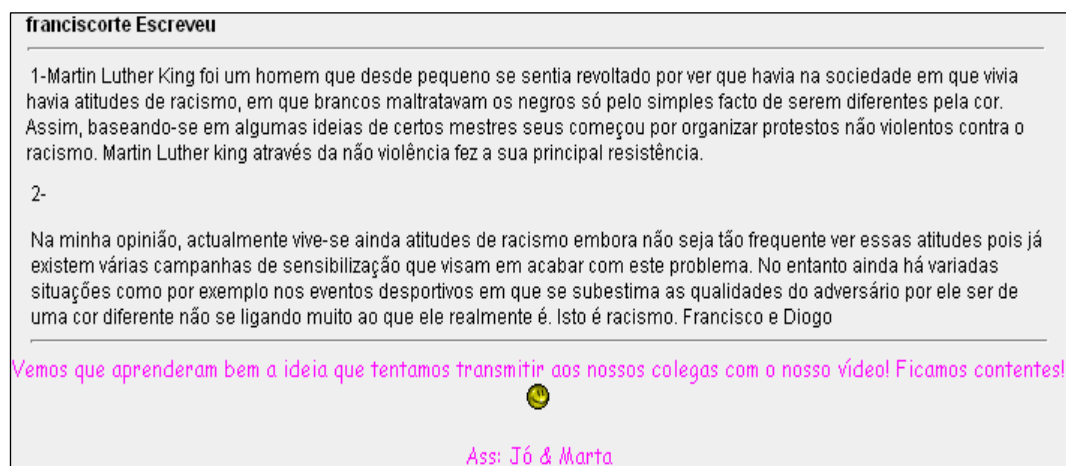 franciscorte Escreveu
1-Martin Luther King foi um homem que desde pequeno se sentia revoltado por ver que havia na sociedade em que vivia
havia atitudes de racismo, em que brancos maltratavam os negros só pelo simples facto de serem diferentes pela cor.
Assim, baseando-se em algumas ideias de certos mestres seus começou por organizar protestos não violentos contra o
racismo. Martin Luther king através da não violência fez a sua principal resistência.
2-
Na minha opinião, actualmente vive-se ainda atitudes de racismo embora não seja tão frequente ver essas atitudes pois já
existem várias campanhas de sensibilização que visam em acabar com este problema. No entanto ainda há variadas
situações como por exemplo nos eventos desportivos em que se subestima as qualidades do adversário por ele ser de
uma cor diferente não se ligando muito ao que ele realmente é. Isto é racismo. Francisco e Diogo
Vemos que aprenderam bem a ideia que tentamos transmitir aos nossos colegas com o nosso vídeo! Ficamos contentes!
Ass: Jó & Marta